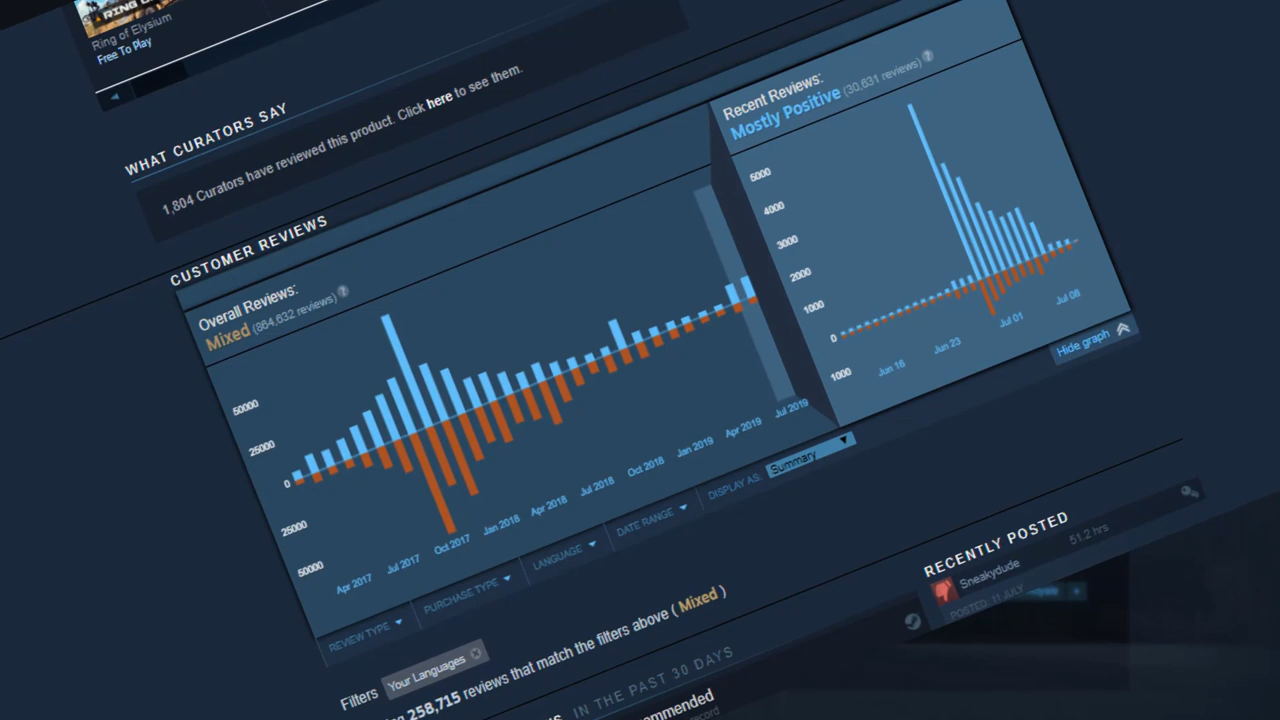 RING
Ring of Elysium
Free To Play
WHAT CURATORS SAY
1,804 Curators have reviewed this product. Click here to see them.
CUSTOMER REVIEWS
Overall Reviews:
Mixed (864,632 reviews) ?
50000
25000
0
25000
50000
Apr 2017
Jul 2017
Oct 2017
Jan 2018
Apr 2018
Jul 2018
Oct 2018
Jan 2019
Apr 2019
Jul 2019
Recent Reviews:
Mostly Positive (30,631 reviews) ?
5000
4000
3000
2000
1000
0
1000
Jun 16
Jun 23
Jul 01
Jul 08
Hide graph
REVIEW TYPE
PURCHASE TYPE
LANGUAGE
DATE RANGE
DISPLAY AS: Summary
Filters Your Languages
258,715 reviews that match the filters above ( Mixed )
IN THE PAST 30 DAYS
RECENTLY POSTED
Sneakydude
51.2 hrs
POSTED: 11 JULY
record